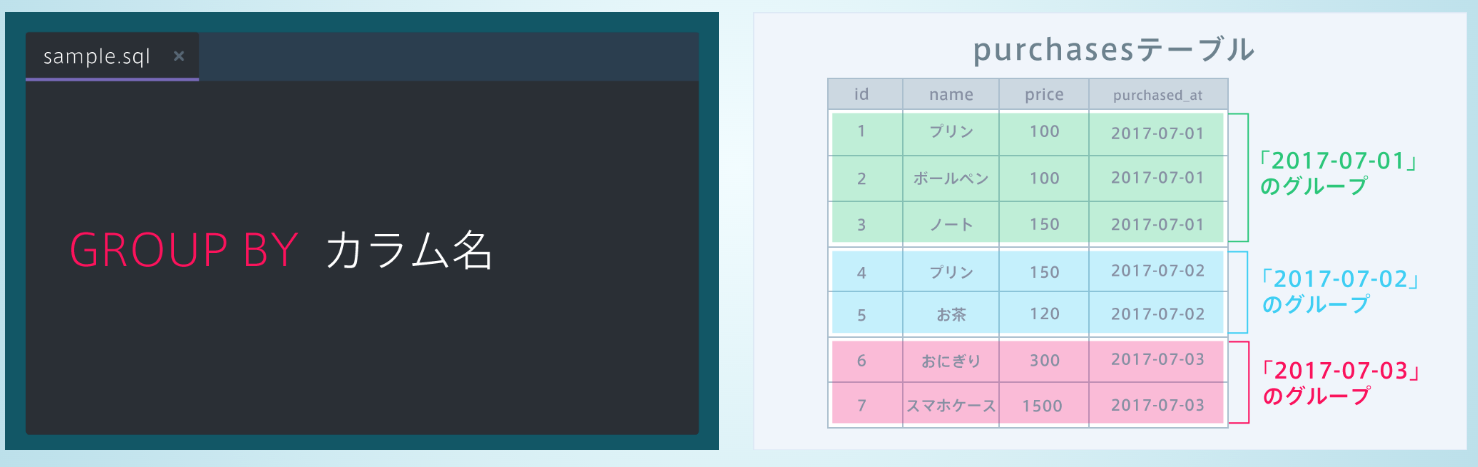 sample.sql ×
GROUP BY カラム名
purchasesテーブル
id name price purchased_at
1 プリン 100 2017-07-01
2 ボールペン 100 2017-07-01
3 ノート 150 2017-07-01
「2017-07-01」
のグループ
4 プリン 150 2017-07-02
5 お茶 120 2017-07-02
「2017-07-02」
のグループ
6 おにぎり 300 2017-07-03
7 スマホケース 1500 2017-07-03
「2017-07-03」
のグループ